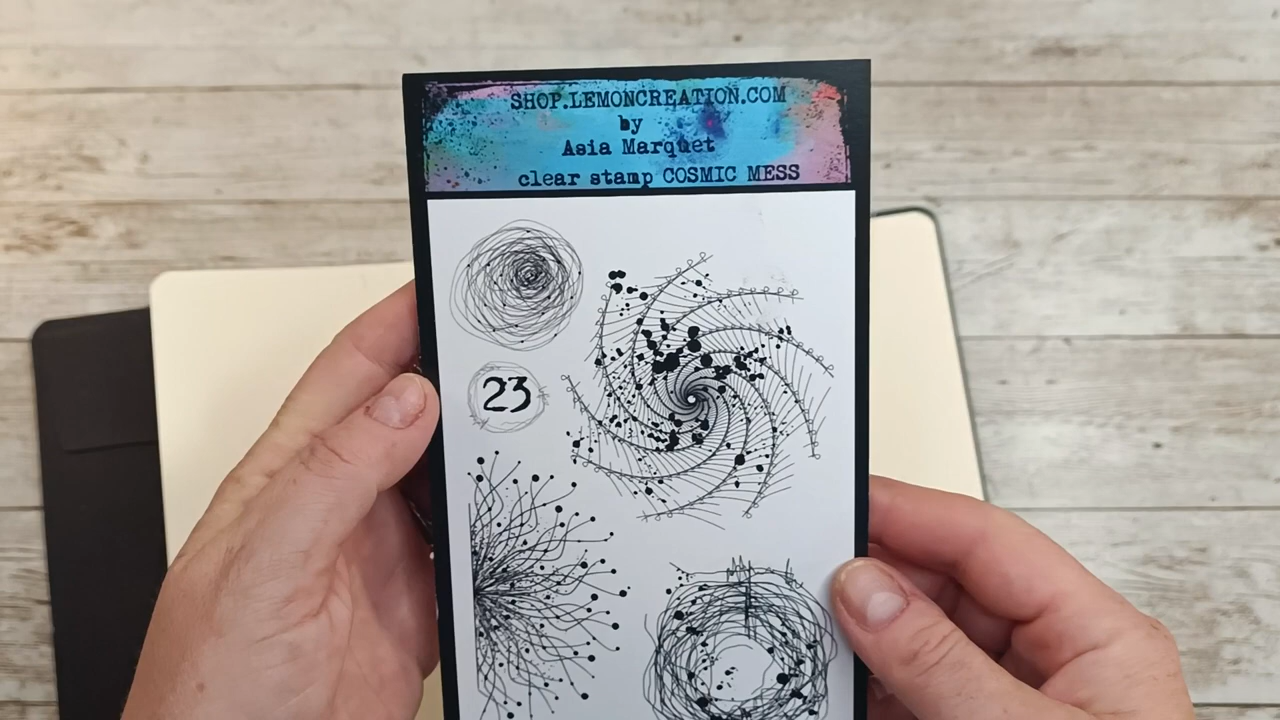 SHOP.LEMONCREATION.COM
by
Asia Marquet
clear stamp COSMIC MESS
23